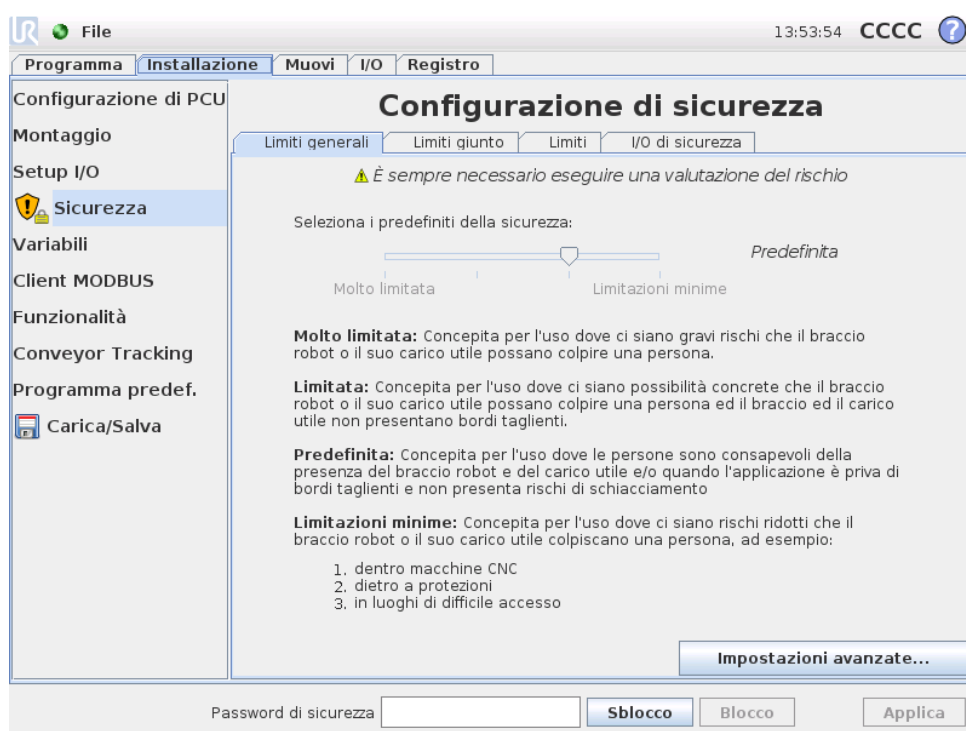 UR File 13:53:54 CCCC ?
Programma Installazione Muovi I/O Registro
Configurazione di PCU
Montaggio
Setup I/O
Sicurezza
Variabili
Client MODBUS
Funzionalità
Conveyor Tracking
Programma predef.
Carica/Salva
Configurazione di sicurezza
Limiti generali Limiti giunto Limiti I/O di sicurezza
È sempre necessario eseguire una valutazione del rischio
Seleziona i predefiniti della sicurezza:
Predefinita
Molto limitata Limitazioni minime
Molto limitata: Concepita per l'uso dove ci siano gravi rischi che il braccio
robot o il suo carico utile possano colpire una persona.
Limitata: Concepita per l'uso dove ci siano possibilità concrete che il braccio
robot o il suo carico utile possano colpire una persona ed il braccio ed il carico
utile non presentano bordi taglienti.
Predefinita: Concepita per l'uso dove le persone sono consapevoli della
presenza del braccio robot e del carico utile e/o quando l'applicazione è priva di
bordi taglienti e non presenta rischi di schiacciamento
Limitazioni minime: Concepita per l'uso dove ci siano rischi ridotti che il
braccio robot o il suo carico utile colpiscano una persona, ad esempio:
1. dentro macchine CNC
2. dietro a protezioni
3. in luoghi di difficile accesso
Impostazioni avanzate...
Password di sicurezza Sblocco Blocco Applica